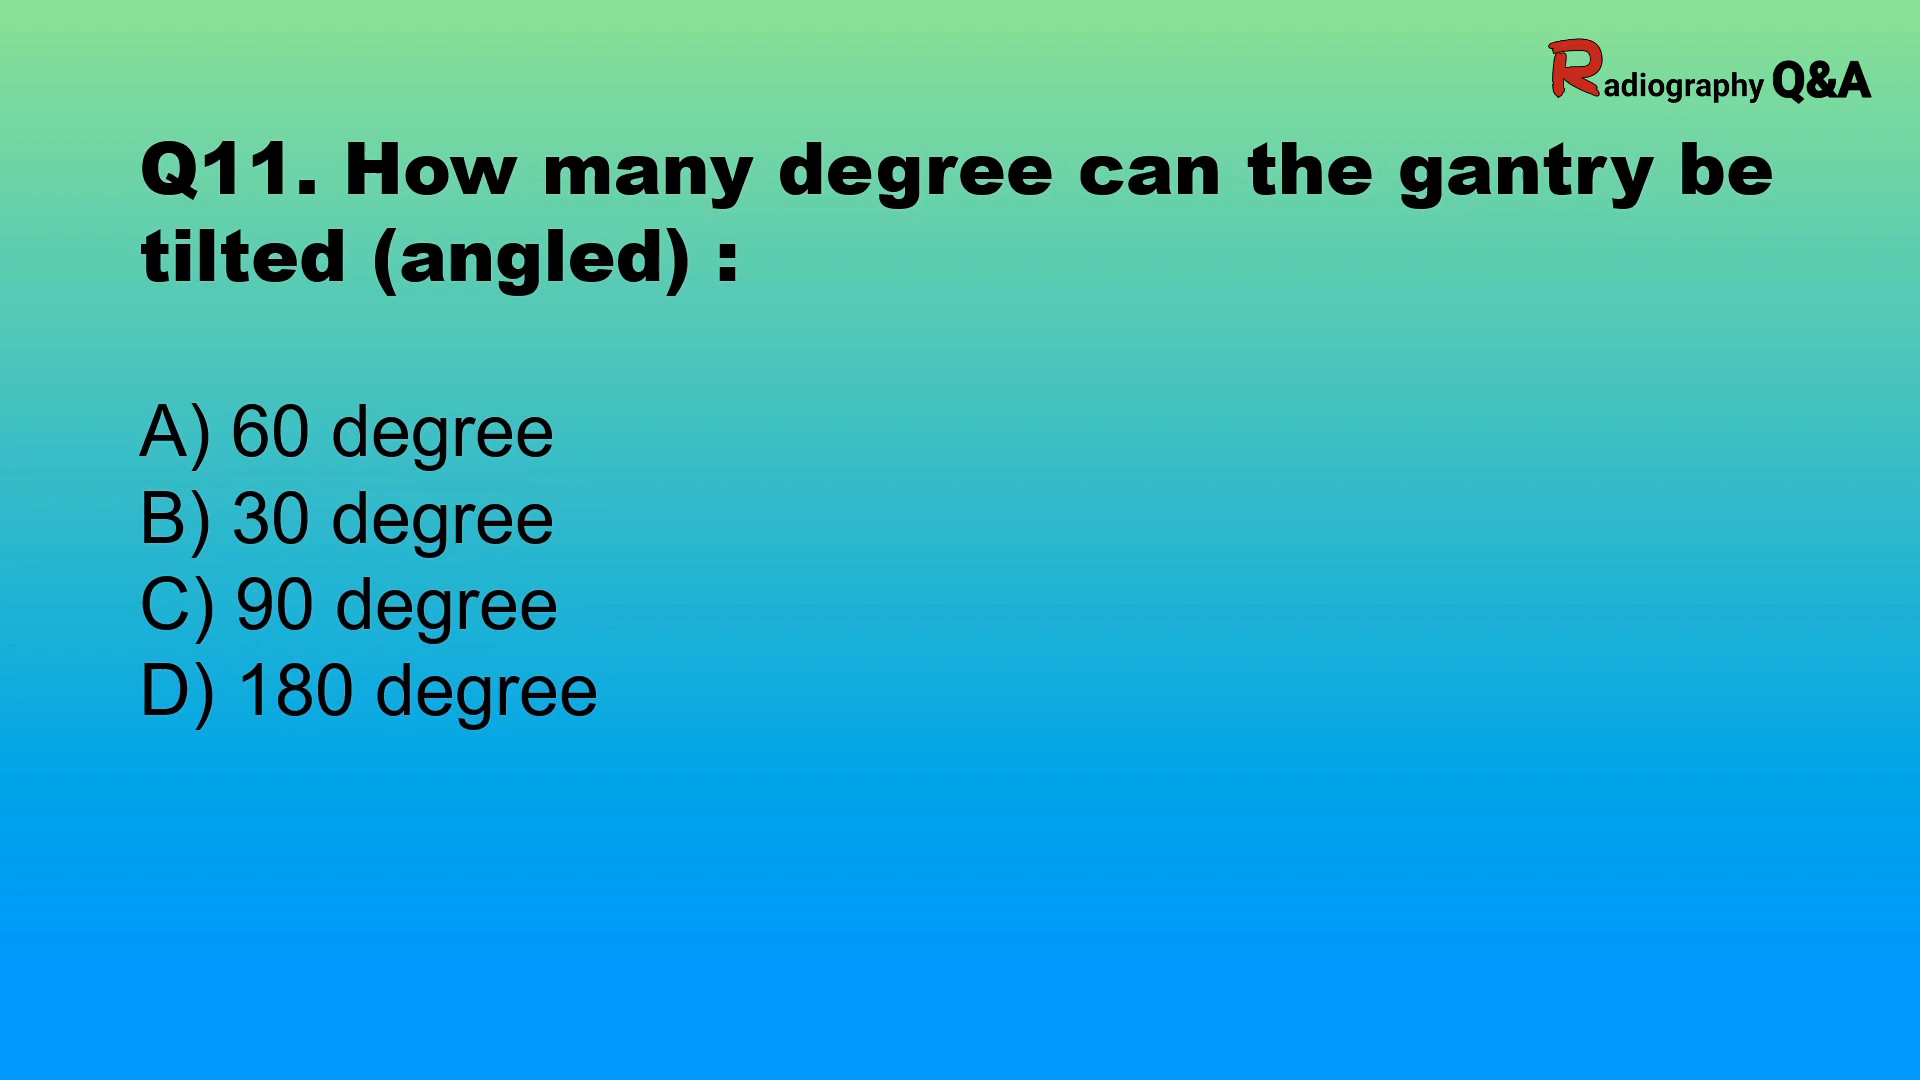 Radiography Q&A
Q11. How many degree can the gantry be
tilted (angled) :
A) 60 degree
B) 30 degree
C) 90 degree
D) 180 degree